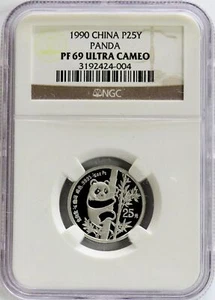 1990 CHINA P25Y
PANDA
PF 69 ULTRA CAMEO
3192424-004
NGC
25元